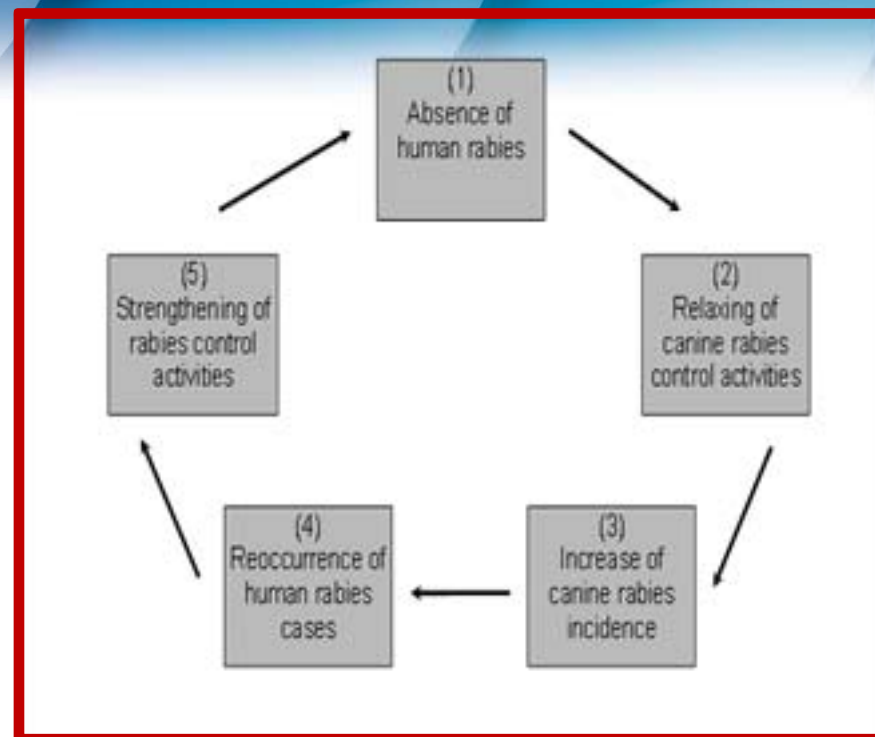 (1)
Absence of
human rabies
(2)
Relaxing of
canine rabies
control activities
(3)
Increase of
canine rabies
incidence
(4)
Reoccurrence of
human rabies
cases
(5)
Strengthening of
rabies control
activities